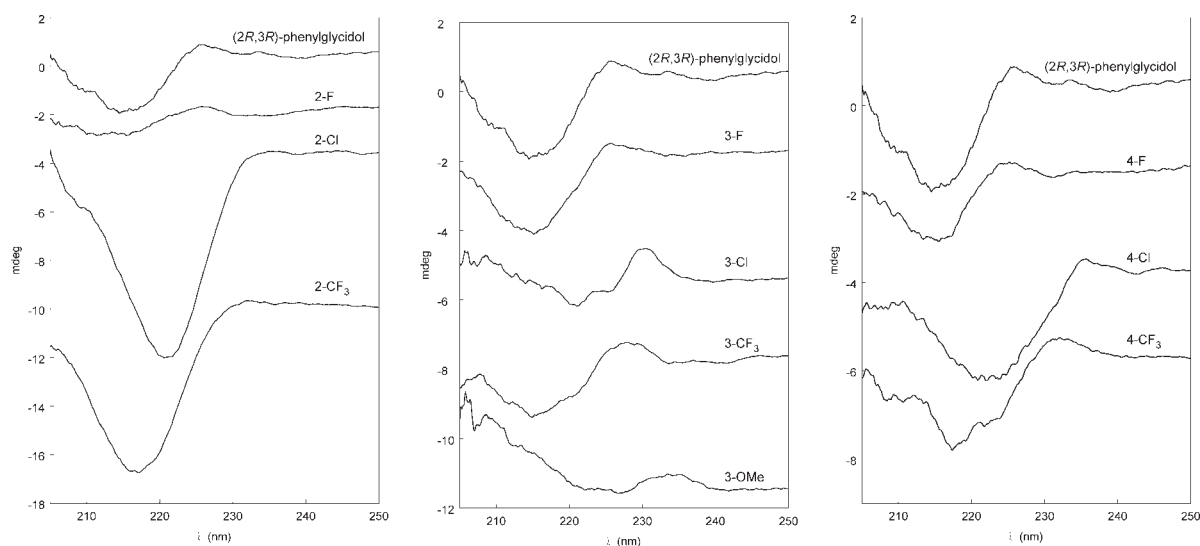 2
0
-2
-4
-6
-8
-10
-12
-14
-16
-18
mdeg
(2R,3R)-phenylglycidol
2-F
2-Cl
2-CF3
210 220 230 240 250
λ (nm)
2
0
-2
-4
-6
-8
-10
-12
mdeg
(2R,3R)-phenylglycidol
3-F
3-Cl
3-CF3
3-OMe
210 220 230 240 250
λ (nm)
2
0
-2
-4
-6
-8
mdeg
(2R,3R)-phenylglycidol
4-F
4-Cl
4-CF3
210 220 230 240 250
λ (nm)